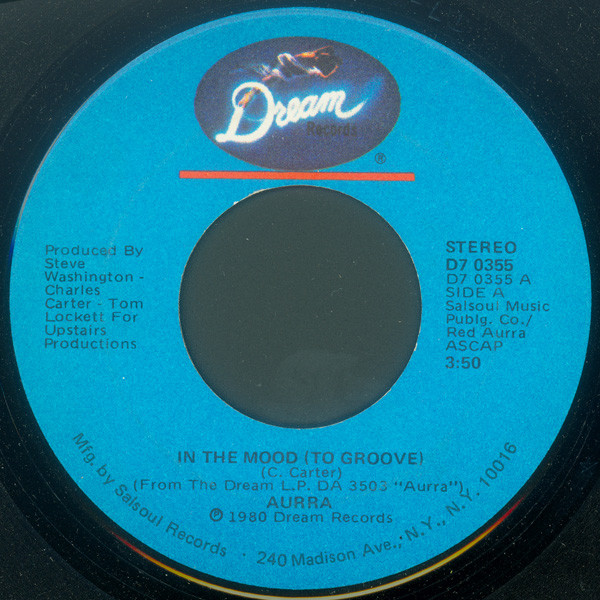 Dream
Records
®
Produced By
Steve
Washington -
Charles
Carter - Tom
Lockett For
Upstairs
Productions
STEREO
D7 0355
D7 0355 A
SIDE A
Salsoul Music
Publg. Co./
Red Aurra
ASCAP
3:50
IN THE MOOD (TO GROOVE)
(C. Carter)
(From The Dream L.P. DA 3503 "Aurra")
AURRA
℗ 1980 Dream Records
Mfg. by Salsoul Records · 240 Madison Ave., N.Y., N.Y. 10016